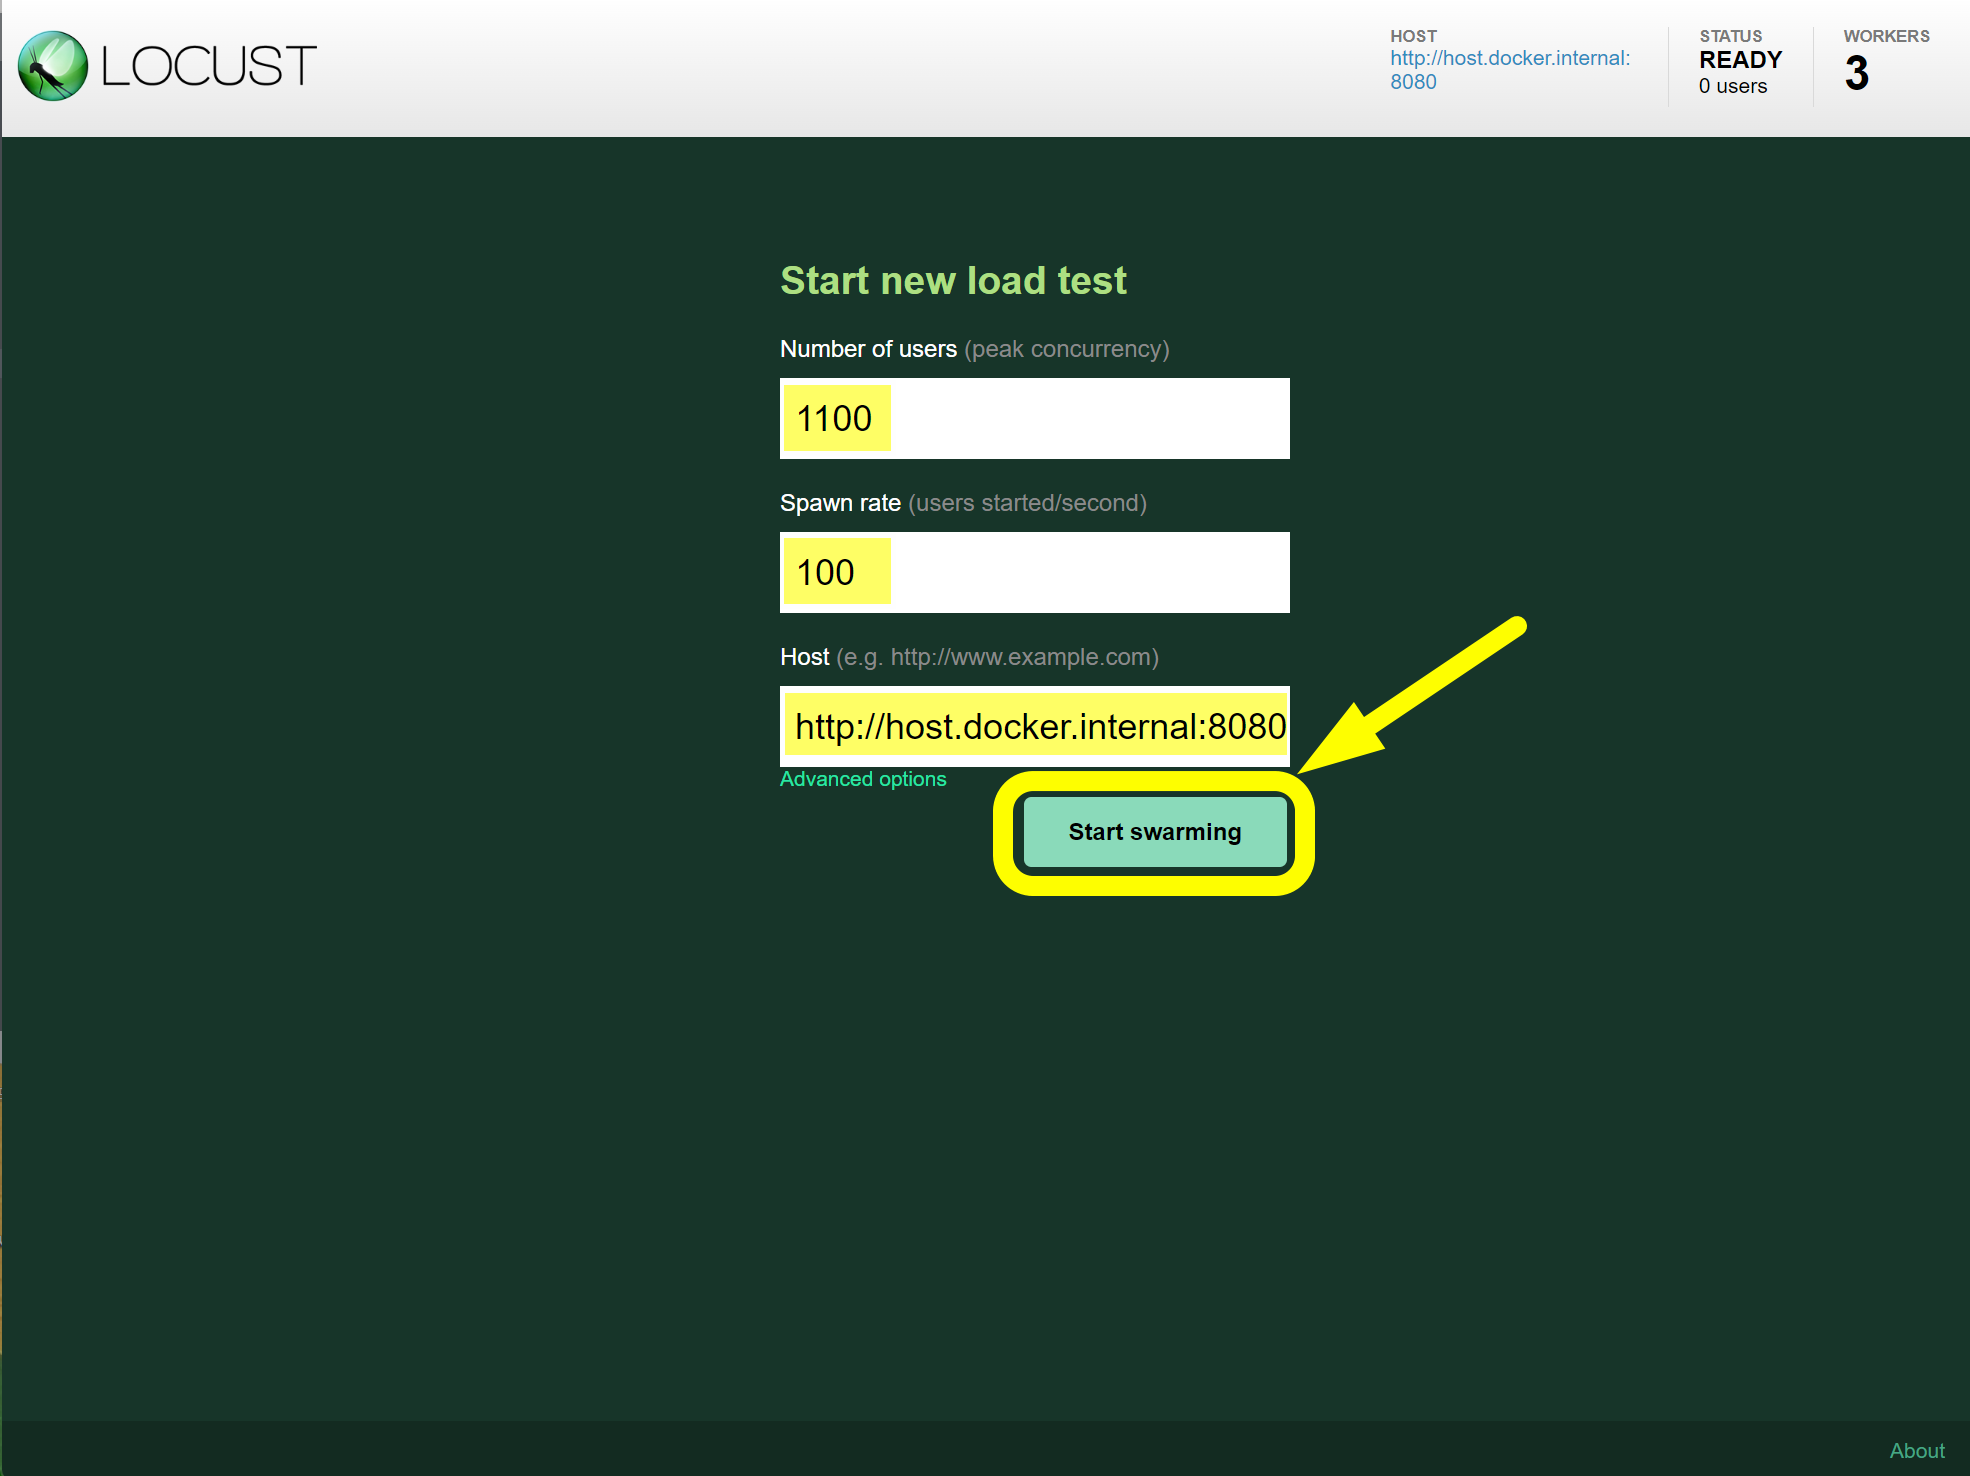 LOCUST
HOST
http://host.docker.internal:
8080
STATUS
READY
0 users
WORKERS
3
Start new load test
Number of users (peak concurrency)
1100
Spawn rate (users started/second)
100
Host (e.g. http://www.example.com)
http://host.docker.internal:8080
Advanced options
Start swarming
About